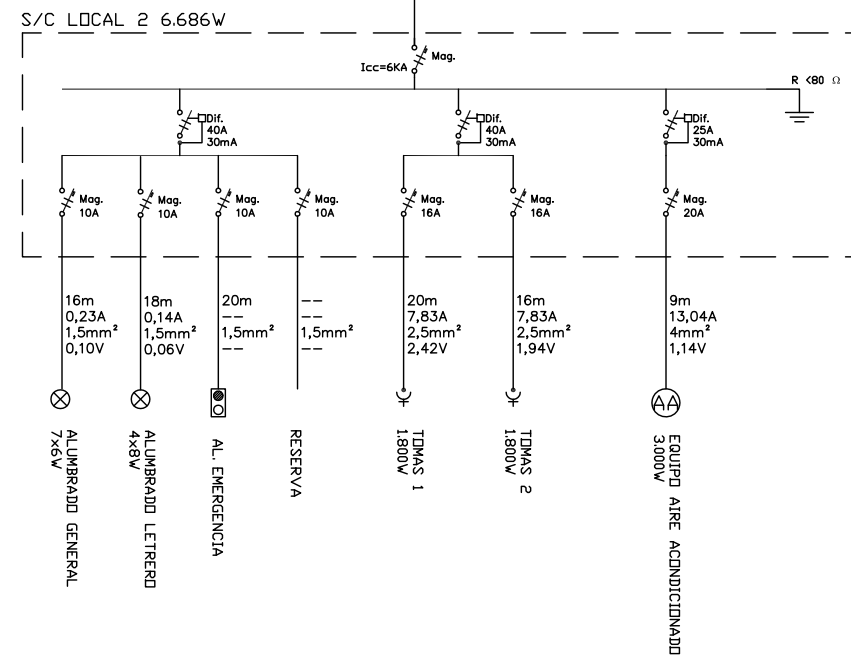 S/C LOCAL 2 6.686W
Mag.
Icc=6KA
R <80 Ω
Dif.
40A
30mA
Dif.
40A
30mA
Dif.
25A
30mA
Mag.
10A
Mag.
10A
Mag.
10A
Mag.
10A
Mag.
16A
Mag.
16A
Mag.
20A
16m
0,23A
1,5mm²
0,10V
18m
0,14A
1,5mm²
0,06V
20m
--
1,5mm²
--
--
--
1,5mm²
--
20m
7,83A
2,5mm²
2,42V
16m
7,83A
2,5mm²
1,94V
9m
13,04A
4mm²
1,14V
AA
ALUMBRADO GENERAL
7x6W
ALUMBRADO LETRERO
4x8W
AL. EMERGENCIA
RESERVA
TOMAS 1
1.800W
TOMAS 2
1.800W
EQUIPO AIRE ACONDICIONADO
3.000W